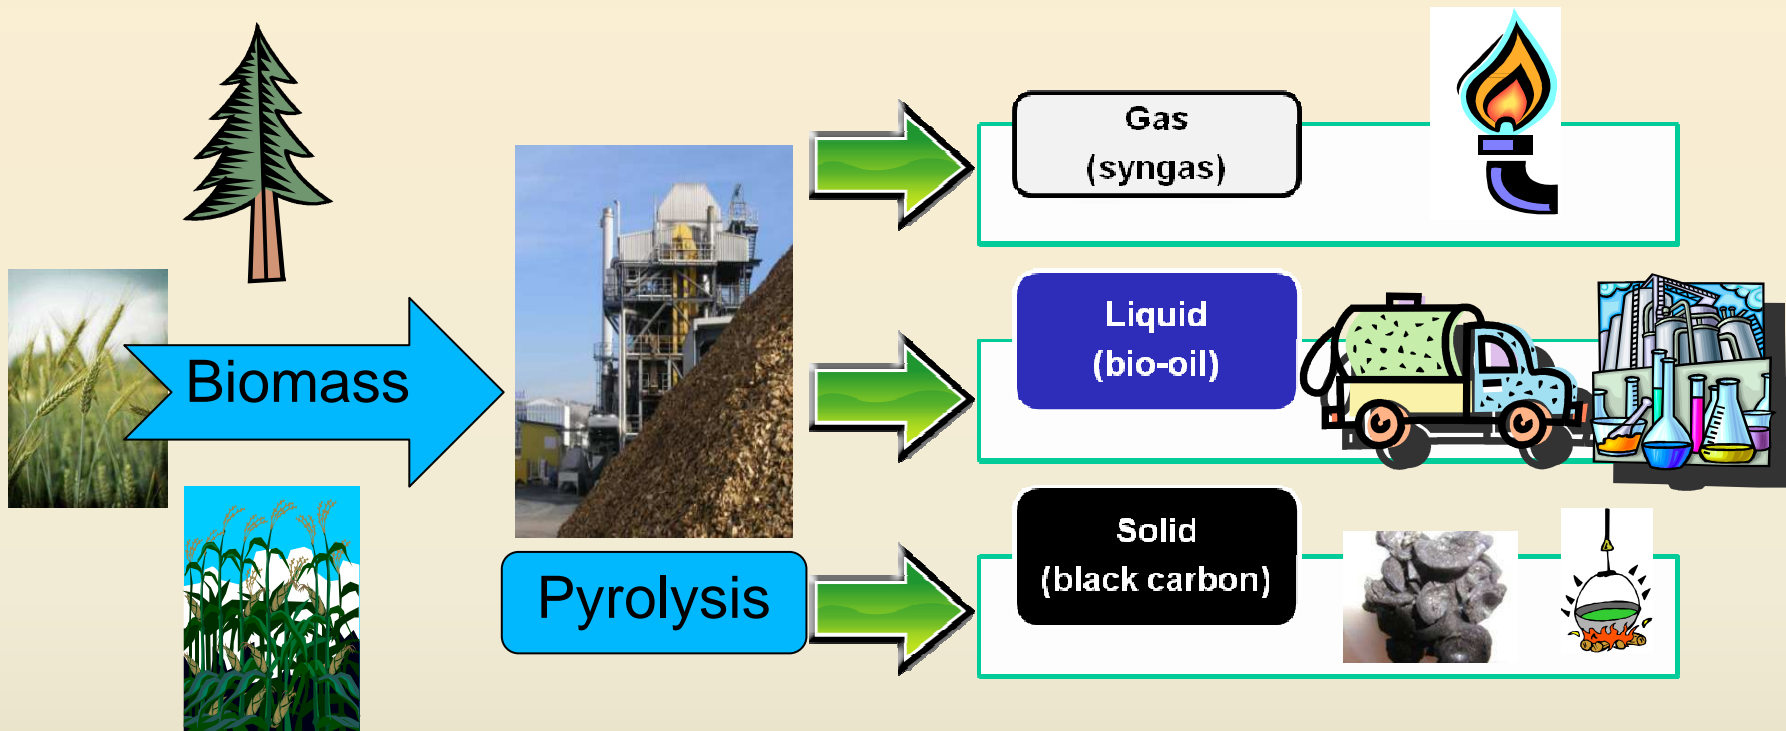 Biomass
Pyrolysis
Gas
(syngas)
Liquid
(bio-oil)
Solid
(black carbon)